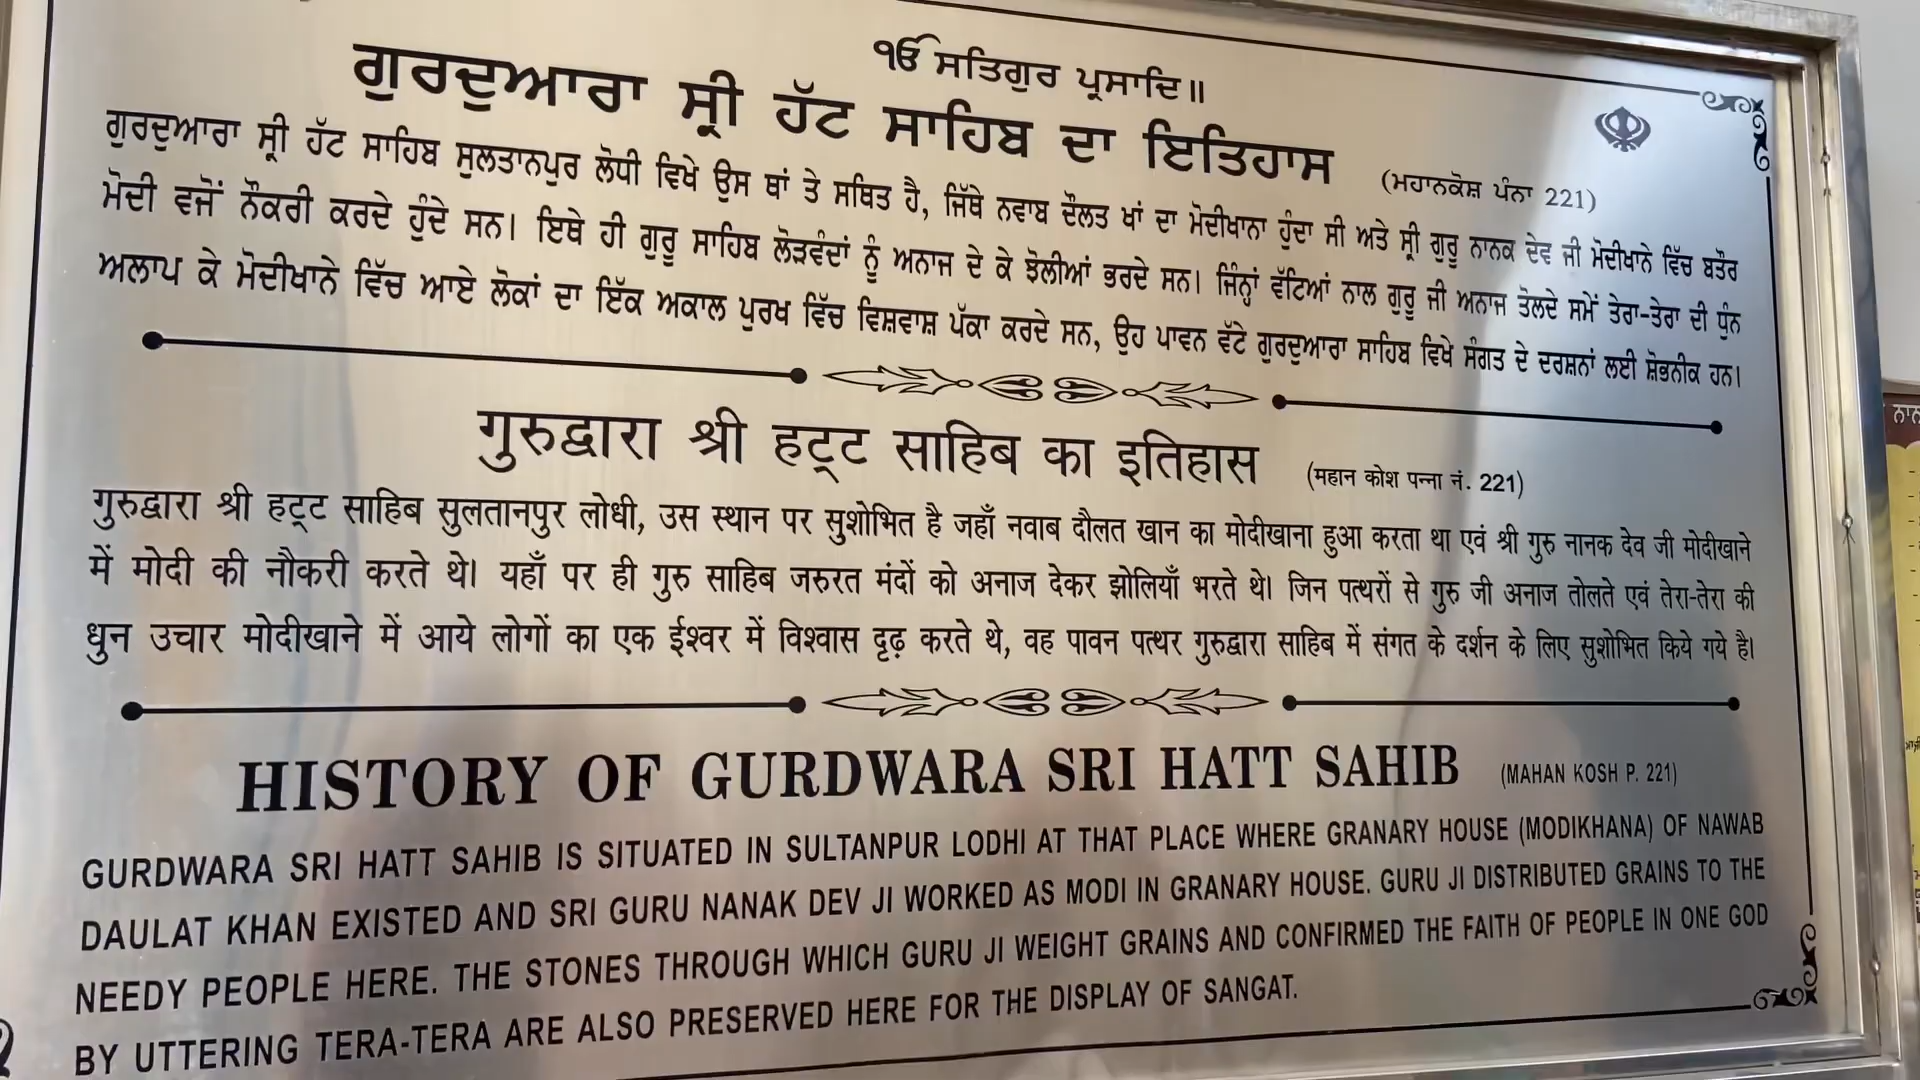 ੴ ਸਤਿਗੁਰ ਪ੍ਰਸਾਦਿ॥
ਗੁਰਦੁਆਰਾ ਸ੍ਰੀ ਹੱਟ ਸਾਹਿਬ ਦਾ ਇਤਿਹਾਸ (ਮਹਾਨਕੋਸ਼ ਪੰਨਾ 221)
ਗੁਰਦੁਆਰਾ ਸ੍ਰੀ ਹੱਟ ਸਾਹਿਬ ਸੁਲਤਾਨਪੁਰ ਲੋਧੀ ਵਿਖੇ ਉਸ ਥਾਂ ਤੇ ਸਥਿਤ ਹੈ, ਜਿੱਥੇ ਨਵਾਬ ਦੌਲਤ ਖਾਂ ਦਾ ਮੋਦੀਖਾਨਾ ਹੁੰਦਾ ਸੀ ਅਤੇ ਸ੍ਰੀ ਗੁਰੂ ਨਾਨਕ ਦੇਵ ਜੀ ਮੋਦੀਖਾਨੇ ਵਿੱਚ ਬਤੌਰ
ਮੋਦੀ ਵਜੋਂ ਨੌਕਰੀ ਕਰਦੇ ਹੁੰਦੇ ਸਨ। ਇਥੇ ਹੀ ਗੁਰੂ ਸਾਹਿਬ ਲੋੜਵੰਦਾਂ ਨੂੰ ਅਨਾਜ ਦੇ ਕੇ ਝੋਲੀਆਂ ਭਰਦੇ ਸਨ। ਜਿੰਨ੍ਹਾਂ ਵੱਟਿਆਂ ਨਾਲ ਗੁਰੂ ਜੀ ਅਨਾਜ ਤੋਲਦੇ ਸਮੇਂ ਤੇਰਾ-ਤੇਰਾ ਦੀ ਧੁੰਨ
ਅਲਾਪ ਕੇ ਮੋਦੀਖਾਨੇ ਵਿੱਚ ਆਏ ਲੋਕਾਂ ਦਾ ਇੱਕ ਅਕਾਲ ਪੁਰਖ ਵਿੱਚ ਵਿਸ਼ਵਾਸ਼ ਪੱਕਾ ਕਰਦੇ ਸਨ, ਉਹ ਪਾਵਨ ਵੱਟੇ ਗੁਰਦੁਆਰਾ ਸਾਹਿਬ ਵਿਖੇ ਸੰਗਤ ਦੇ ਦਰਸ਼ਨਾਂ ਲਈ ਸ਼ੋਭਨੀਕ ਹਨ।
गुरुद्वारा श्री हट्ट साहिब का इतिहास (महान कोश पन्ना नं. 221)
गुरुद्वारा श्री हट्ट साहिब सुलतानपुर लोधी, उस स्थान पर सुशोभित है जहाँ नवाब दौलत खान का मोदीखाना हुआ करता था एवं श्री गुरु नानक देव जी मोदीखाने
में मोदी की नौकरी करते थे। यहाँ पर ही गुरु साहिब जरुरत मंदों को अनाज देकर झोलियाँ भरते थे। जिन पत्थरों से गुरु जी अनाज तोलते एवं तेरा-तेरा की
धुन उचार मोदीखाने में आये लोगों का एक ईश्वर में विश्वास दृढ़ करते थे, वह पावन पत्थर गुरुद्वारा साहिब में संगत के दर्शन के लिए सुशोभित किये गये है।
HISTORY OF GURDWARA SRI HATT SAHIB (MAHAN KOSH P. 221)
GURDWARA SRI HATT SAHIB IS SITUATED IN SULTANPUR LODHI AT THAT PLACE WHERE GRANARY HOUSE (MODIKHANA) OF NAWAB
DAULAT KHAN EXISTED AND SRI GURU NANAK DEV JI WORKED AS MODI IN GRANARY HOUSE. GURU JI DISTRIBUTED GRAINS TO THE
NEEDY PEOPLE HERE. THE STONES THROUGH WHICH GURU JI WEIGHT GRAINS AND CONFIRMED THE FAITH OF PEOPLE IN ONE GOD
BY UTTERING TERA-TERA ARE ALSO PRESERVED HERE FOR THE DISPLAY OF SANGAT.